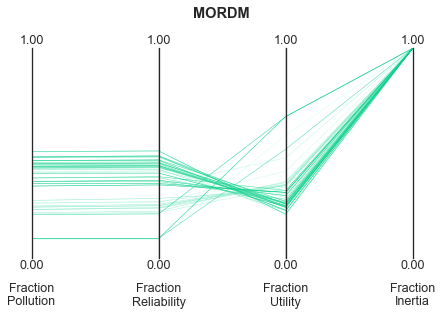 MORDM
1.00 1.00 1.00 1.00
0.00 0.00 0.00 0.00
Fraction Fraction Fraction Fraction
Pollution Reliability Utility Inertia